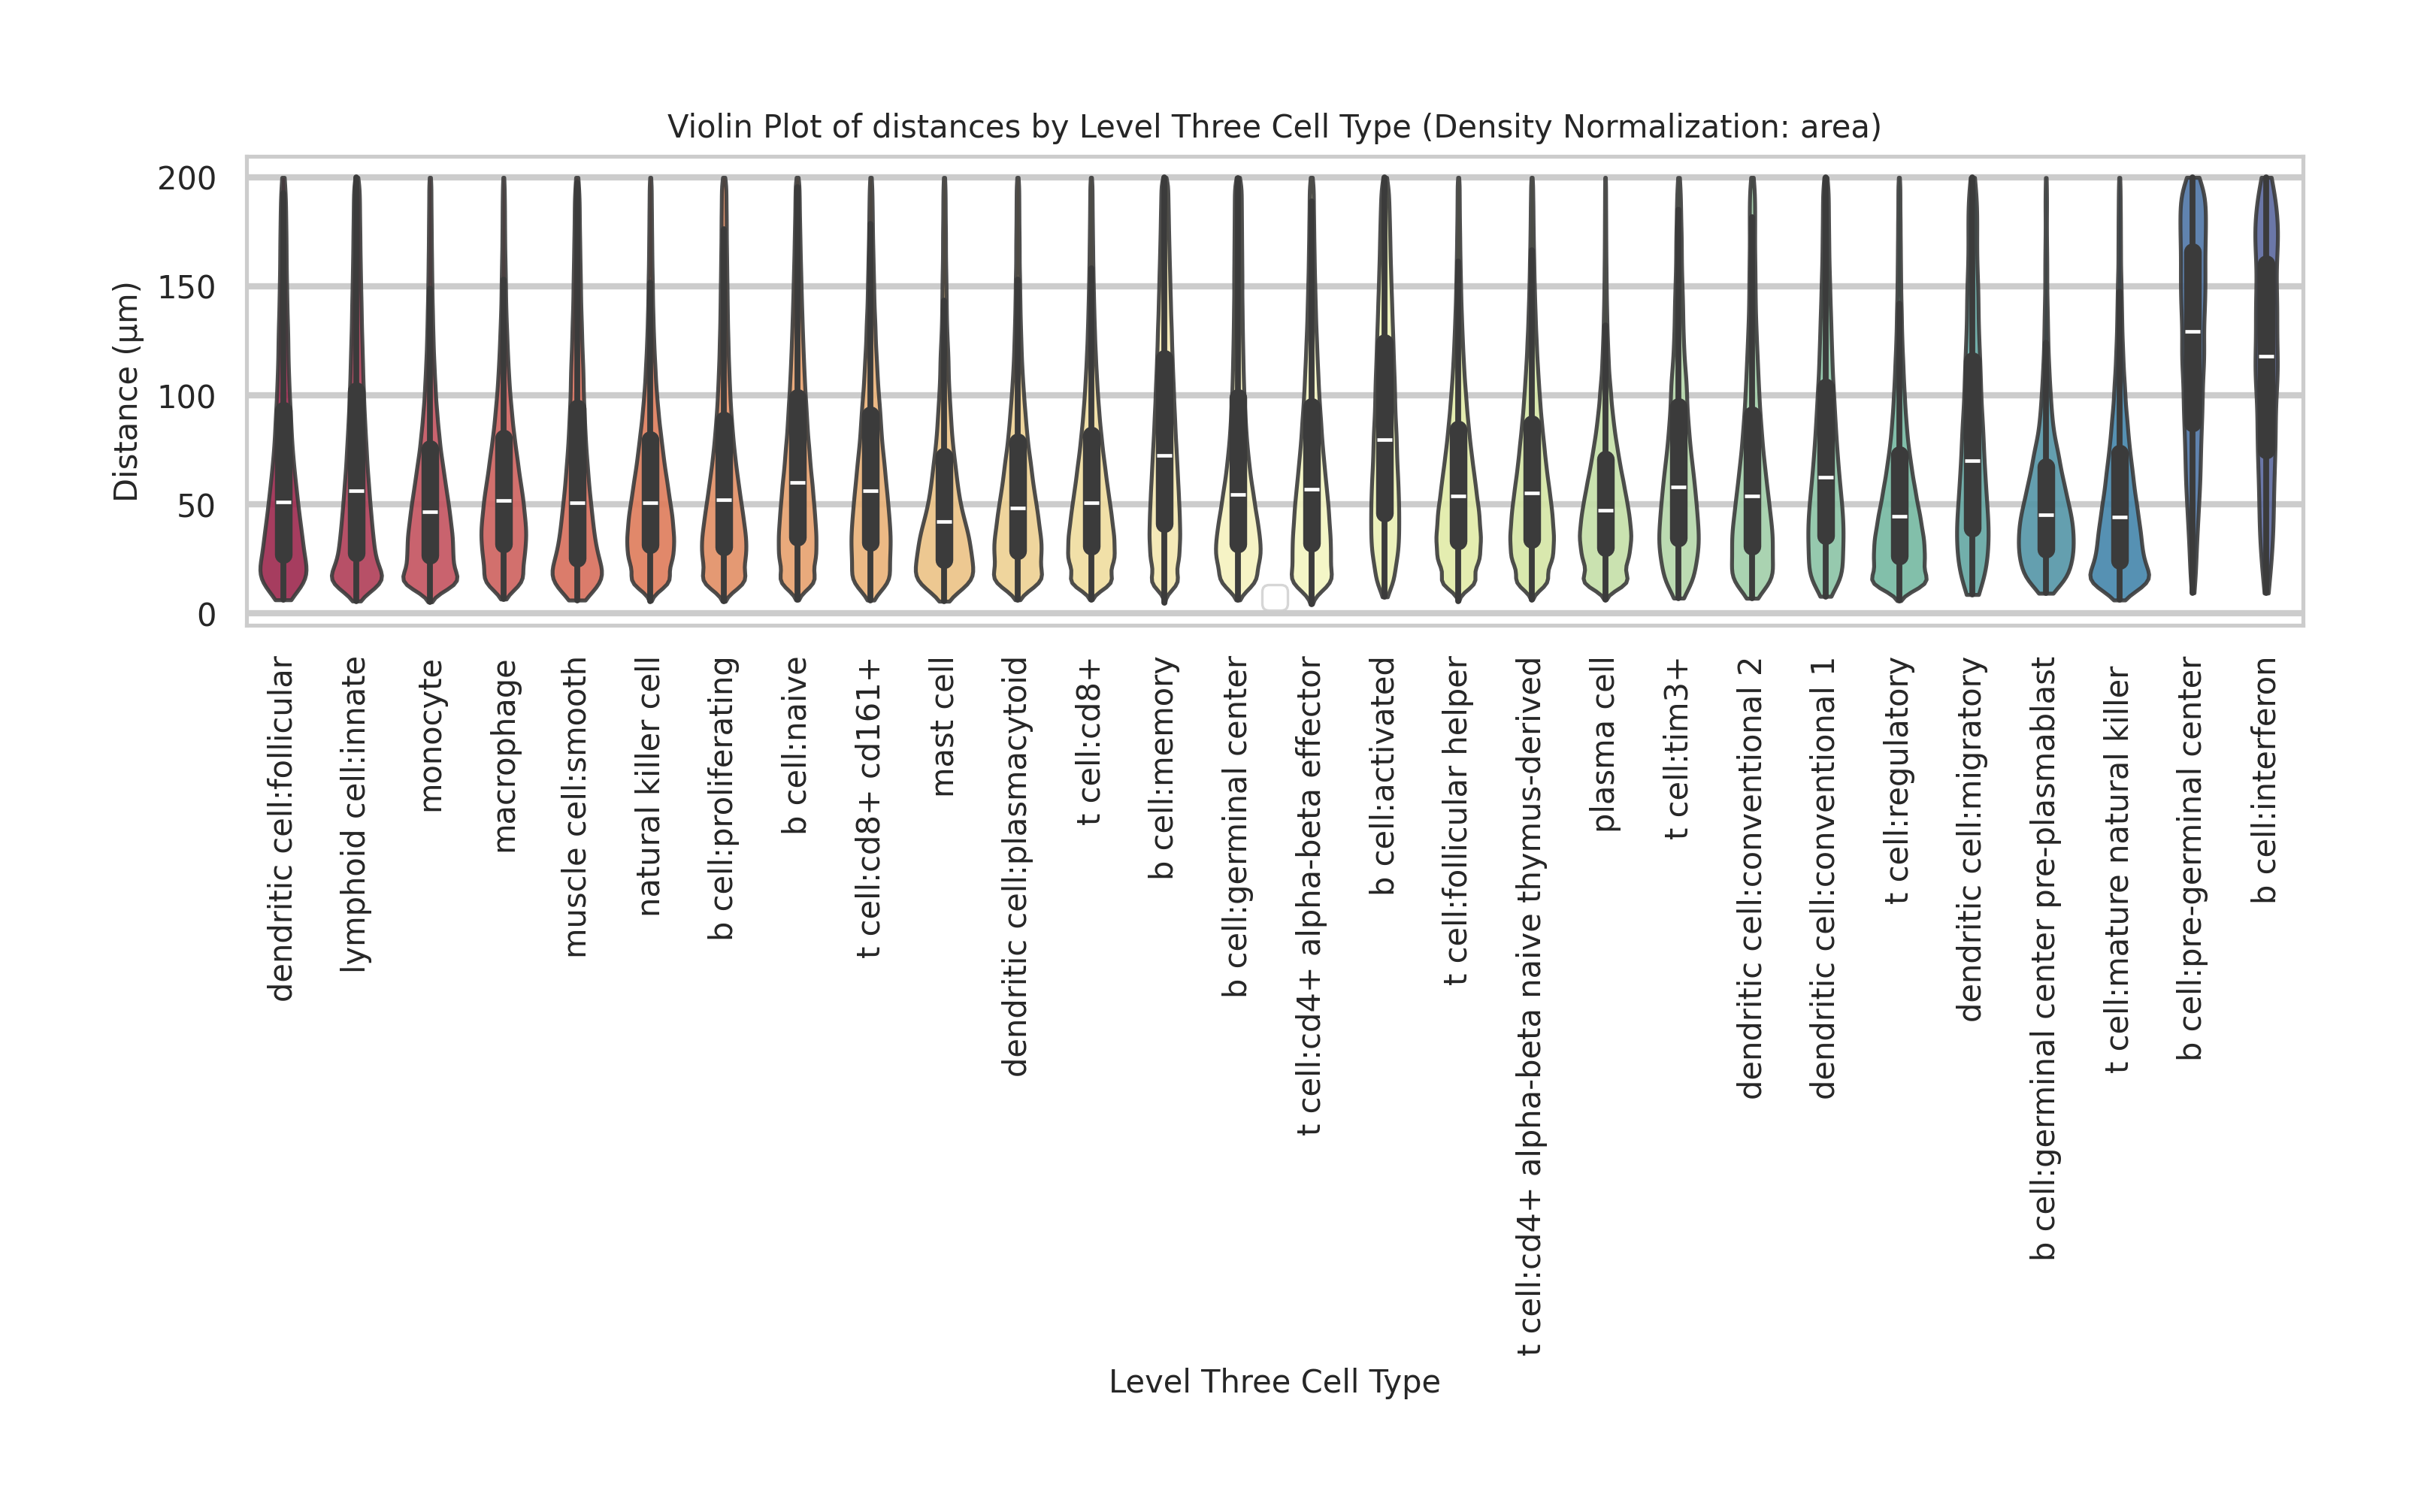 Violin Plot of distances by Level Three Cell Type (Density Normalization: area)
Distance (μm)
200
150
100
50
0
dendritic cell:follicular
lymphoid cell:innate
monocyte
macrophage
muscle cell:smooth
natural killer cell
b cell:proliferating
b cell:naive
t cell:cd8+ cd161+
mast cell
dendritic cell:plasmacytoid
t cell:cd8+
b cell:memory
b cell:germinal center
t cell:cd4+ alpha-beta effector
b cell:activated
t cell:follicular helper
t cell:cd4+ alpha-beta naive thymus-derived
plasma cell
t cell:tim3+
dendritic cell:conventional 2
dendritic cell:conventional 1
t cell:regulatory
dendritic cell:migratory
b cell:germinal center pre-plasmablast
t cell:mature natural killer
b cell:pre-germinal center
b cell:interferon
Level Three Cell Type